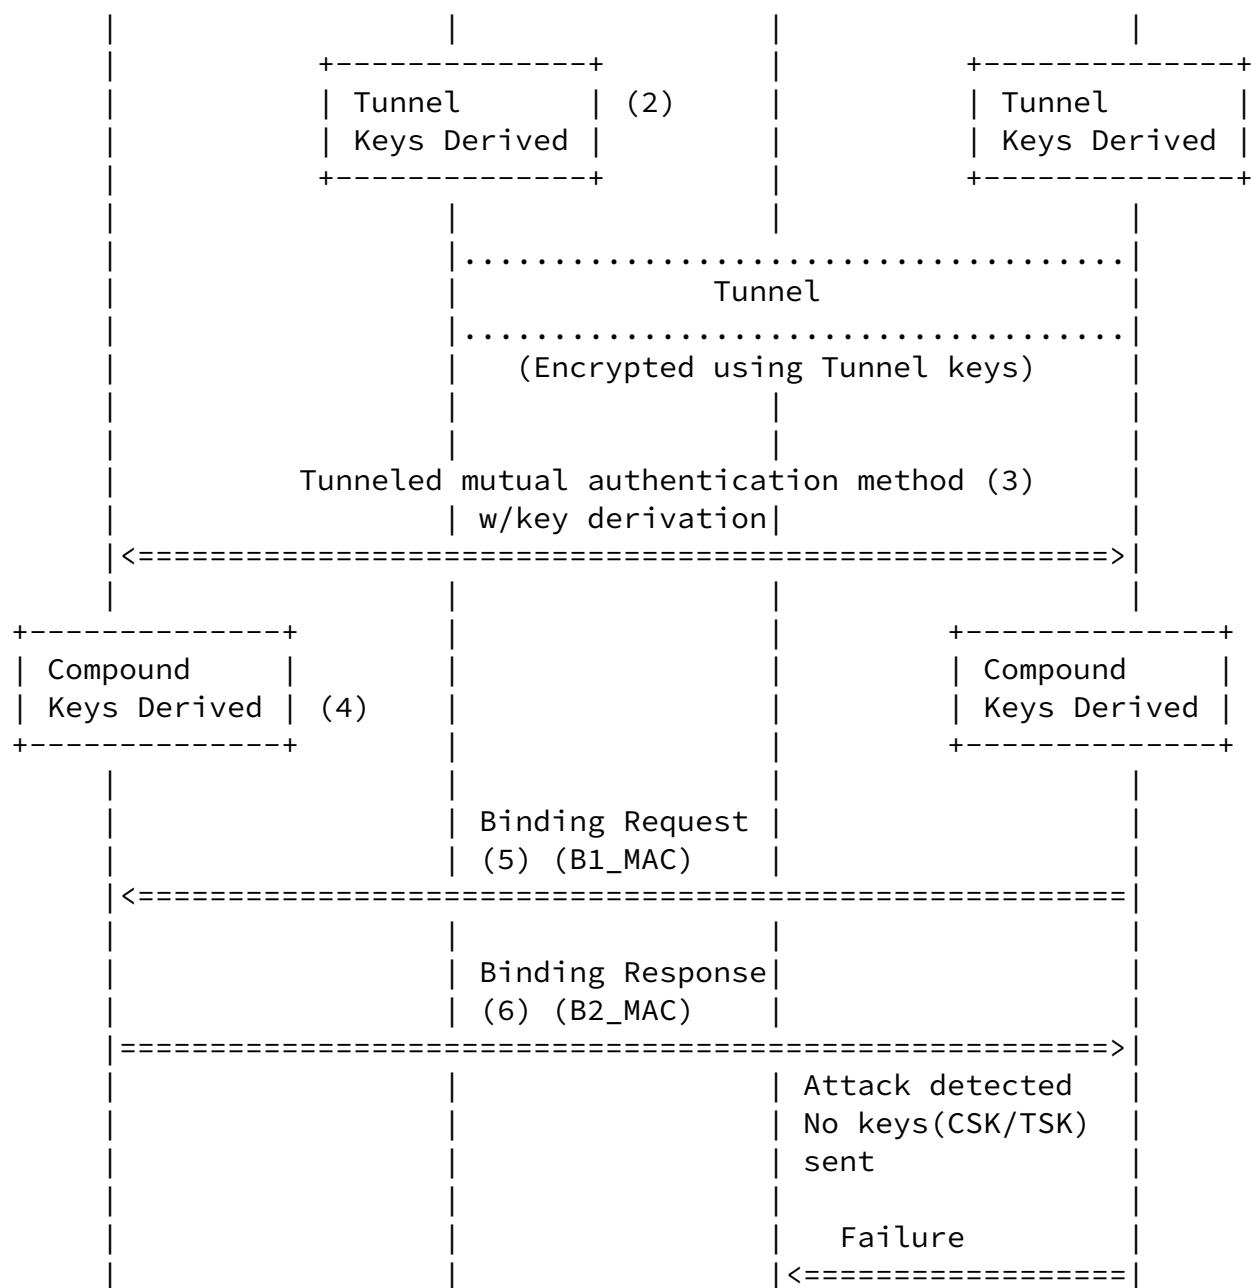 Tunnel (2) Tunnel
Keys Derived Keys Derived
Tunnel
(Encrypted using Tunnel keys)
Tunneled mutual authentication method (3)
w/key derivation
Compound Compound
Keys Derived (4) Keys Derived
Binding Request
(5) (B1_MAC)
Binding Response
(6) (B2_MAC)
Attack detected
No keys(CSK/TSK)
sent
Failure